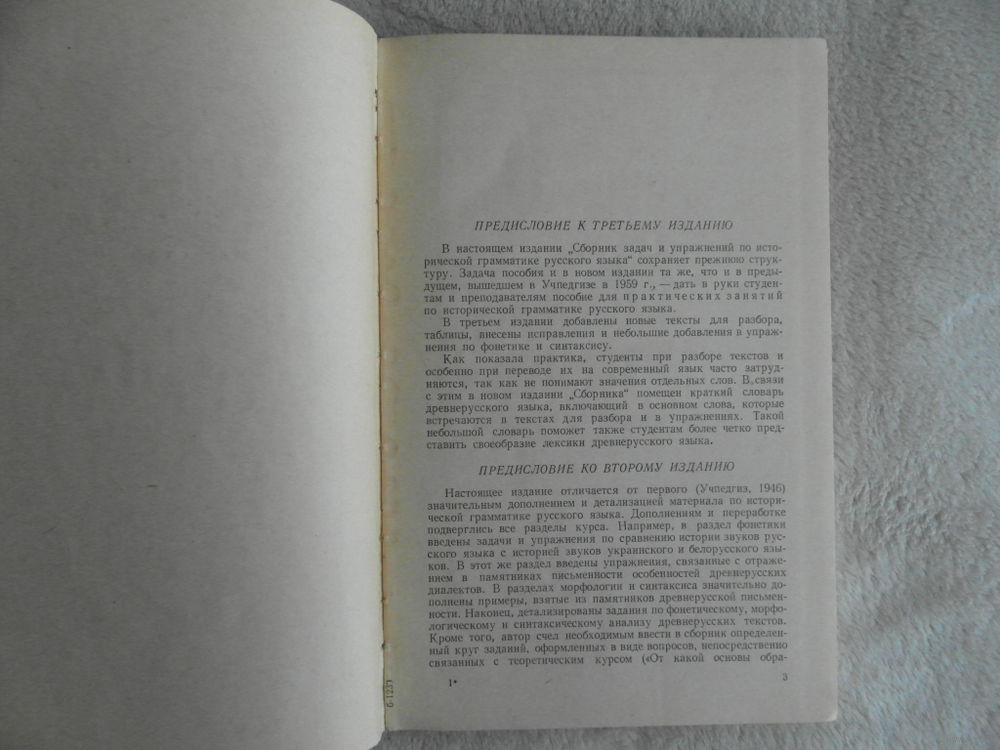 ПРЕДИСЛОВИЕ К ТРЕТЬЕМУ ИЗДАНИЮ
В настоящем издании „Сборник задач и упражнений по исто-
рической грамматике русского языка“ сохраняет прежнюю струк-
туру. Задача пособия и в новом издании та же, что и в преды-
дущем, вышедшем в Учпедгизе в 1959 г., — дать в руки студен-
там и преподавателям пособие для практических занятий
по исторической грамматике русского языка.
В третьем издании добавлены новые тексты для разбора,
таблицы, внесены исправления и небольшие добавления в упраж-
нения по фонетике и синтаксису.
Как показала практика, студенты при разборе текстов и
особенно при переводе их на современный язык часто затруд-
няются, так как не понимают значения отдельных слов. В связи
с этим в новом издании „Сборника“ помещен краткий словарь
древнерусского языка, включающий в основном слова, которые
встречаются в текстах для разбора и в упражнениях. Такой
небольшой словарь поможет также студентам более четко пред-
ставить своеобразие лексики древнерусского языка.
ПРЕДИСЛОВИЕ КО ВТОРОМУ ИЗДАНИЮ
Настоящее издание отличается от первого (Учпедгиз, 1946)
значительным дополнением и детализацией материала по истори-
ческой грамматике русского языка. Дополнениям и переработке
подверглись все разделы курса. Например, в раздел фонетики
введены задачи и упражнения по сравнению истории звуков рус-
ского языка с историей звуков украинского и белорусского язы-
ков. В этот же раздел введены упражнения, связанные с отраже-
нием в памятниках письменности особенностей древнерусских
диалектов. В разделах морфологии и синтаксиса значительно до-
полнены примеры, взятые из памятников древнерусской письмен-
ности. Наконец, детализированы задания по фонетическому, морфо-
логическому и синтаксическому анализу древнерусских текстов.
Кроме того, автор счел необходимым ввести в сборник определен-
ный круг заданий, оформленных в виде вопросов, непосредственно
связанных с теоретическим курсом («От какой основы обра-
1*
3